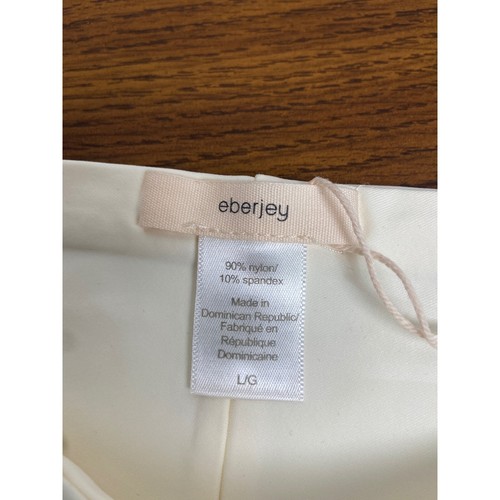 eberjey
90% nylon/
10% spandex
Made in
Dominican Republic/
Fabriqué en
République
Dominicaine
L/G